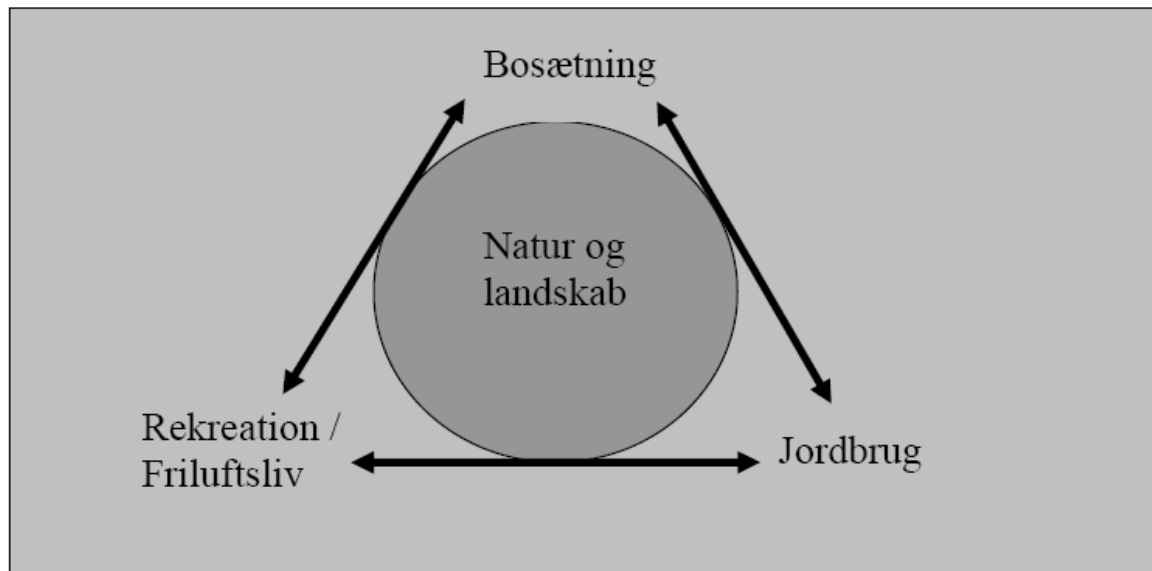 Bosætning
Natur og
landskab
Rekreation /
Friluftsliv
Jordbrug